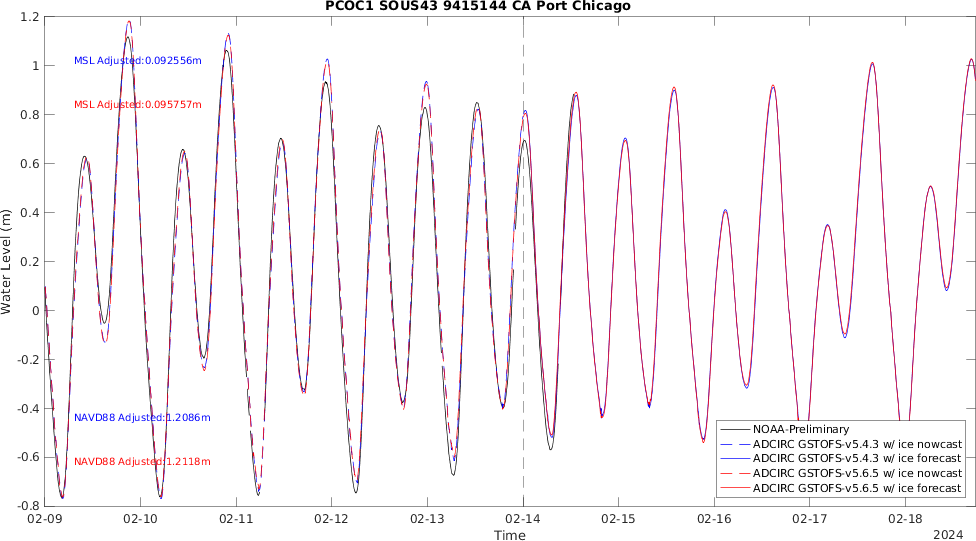 PCOC1 SOUS43 9415144 CA Port Chicago
Water Level (m)
1.2
1
0.8
0.6
0.4
0.2
0
-0.2
-0.4
-0.6
-0.8
MSL Adjusted:0.092556m
MSL Adjusted:0.095757m
NAVD88 Adjusted:1.2086m
NAVD88 Adjusted:1.2118m
NOAA-Preliminary
ADCIRC GSTOFS-v5.4.3 w/ ice nowcast
ADCIRC GSTOFS-v5.4.3 w/ ice forecast
ADCIRC GSTOFS-v5.6.5 w/ ice nowcast
ADCIRC GSTOFS-v5.6.5 w/ ice forecast
02-09 02-10 02-11 02-12 02-13 02-14 02-15 02-16 02-17 02-18
Time
2024